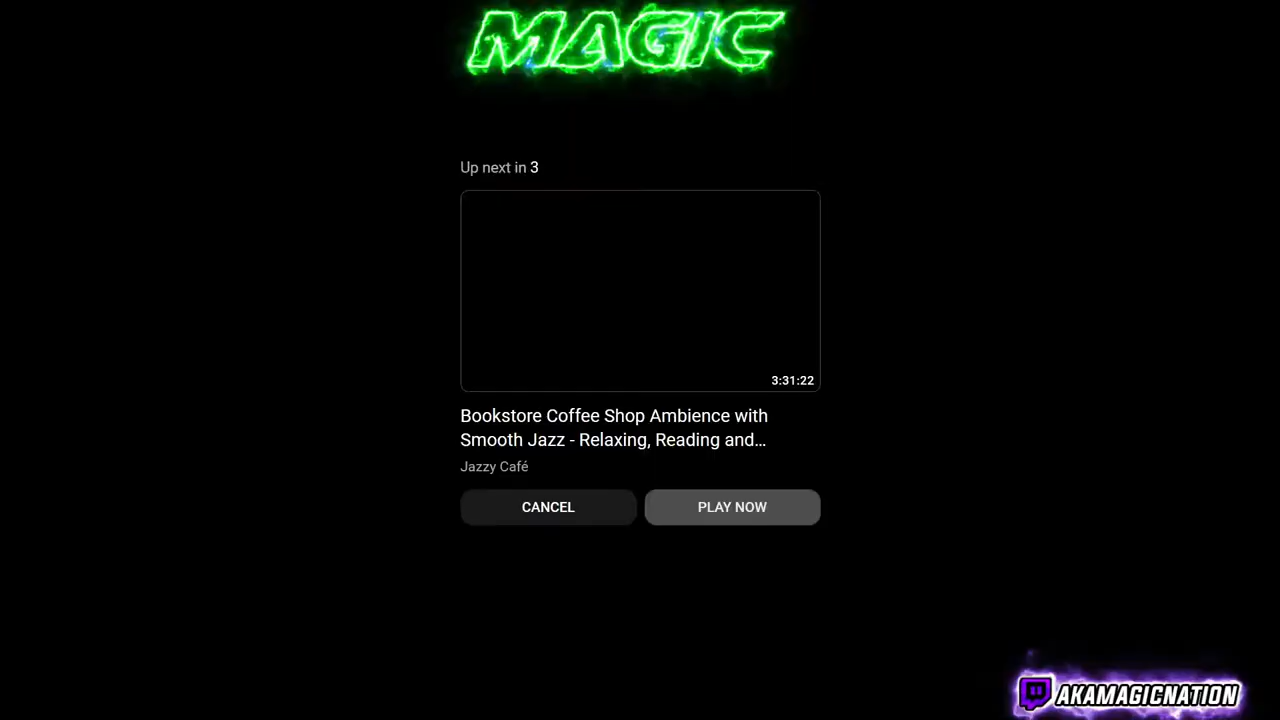 MAGIC
Up next in 3
3:31:22
Bookstore Coffee Shop Ambience with
Smooth Jazz - Relaxing, Reading and...
Jazzy Café
CANCEL
PLAY NOW
AKAMAGICNATION